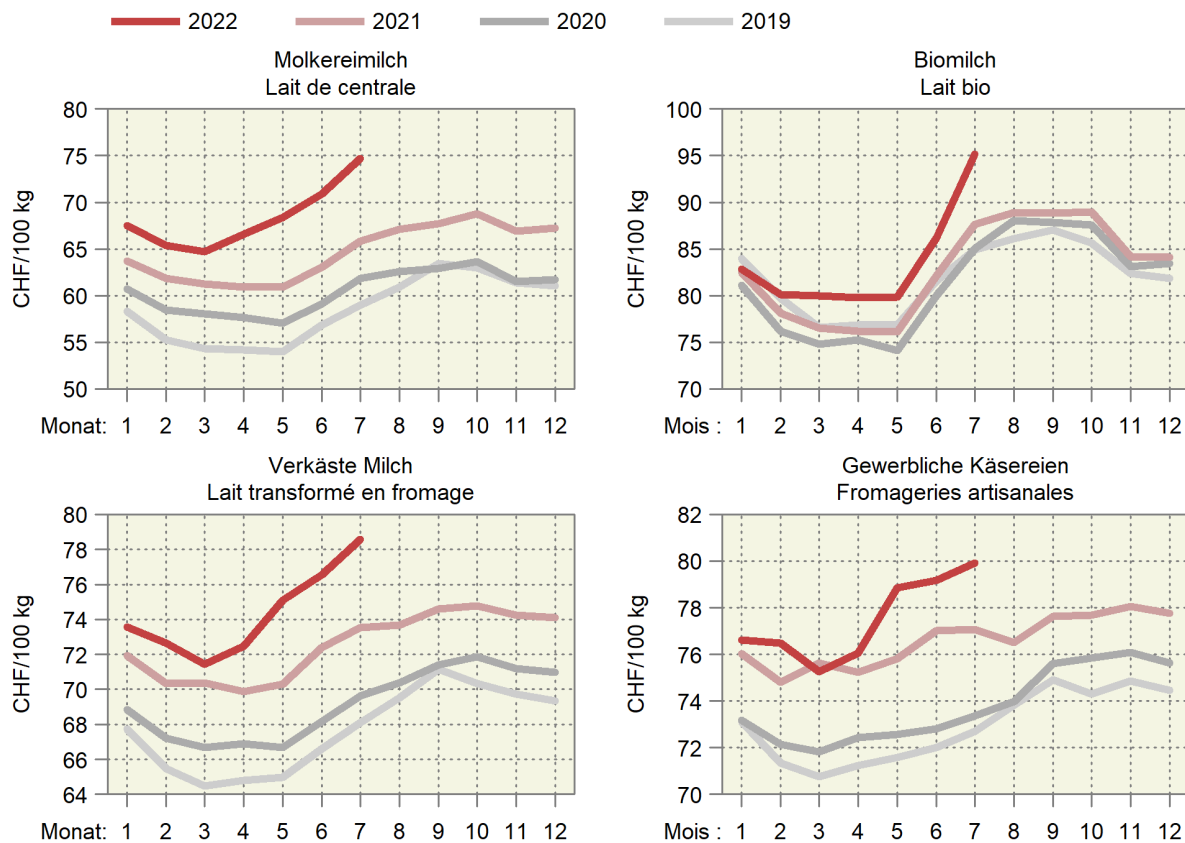 2022 2021 2020 2019
Molkereimilch
Lait de centrale
CHF/100 kg
80
75
70
65
60
55
50
Monat: 1 2 3 4 5 6 7 8 9 10 11 12
Biomilch
Lait bio
CHF/100 kg
100
95
90
85
80
75
70
Mois : 1 2 3 4 5 6 7 8 9 10 11 12
Verkäste Milch
Lait transformé en fromage
CHF/100 kg
80
78
76
74
72
70
68
66
64
Monat: 1 2 3 4 5 6 7 8 9 10 11 12
Gewerbliche Käsereien
Fromageries artisanales
CHF/100 kg
82
80
78
76
74
72
70
Mois : 1 2 3 4 5 6 7 8 9 10 11 12